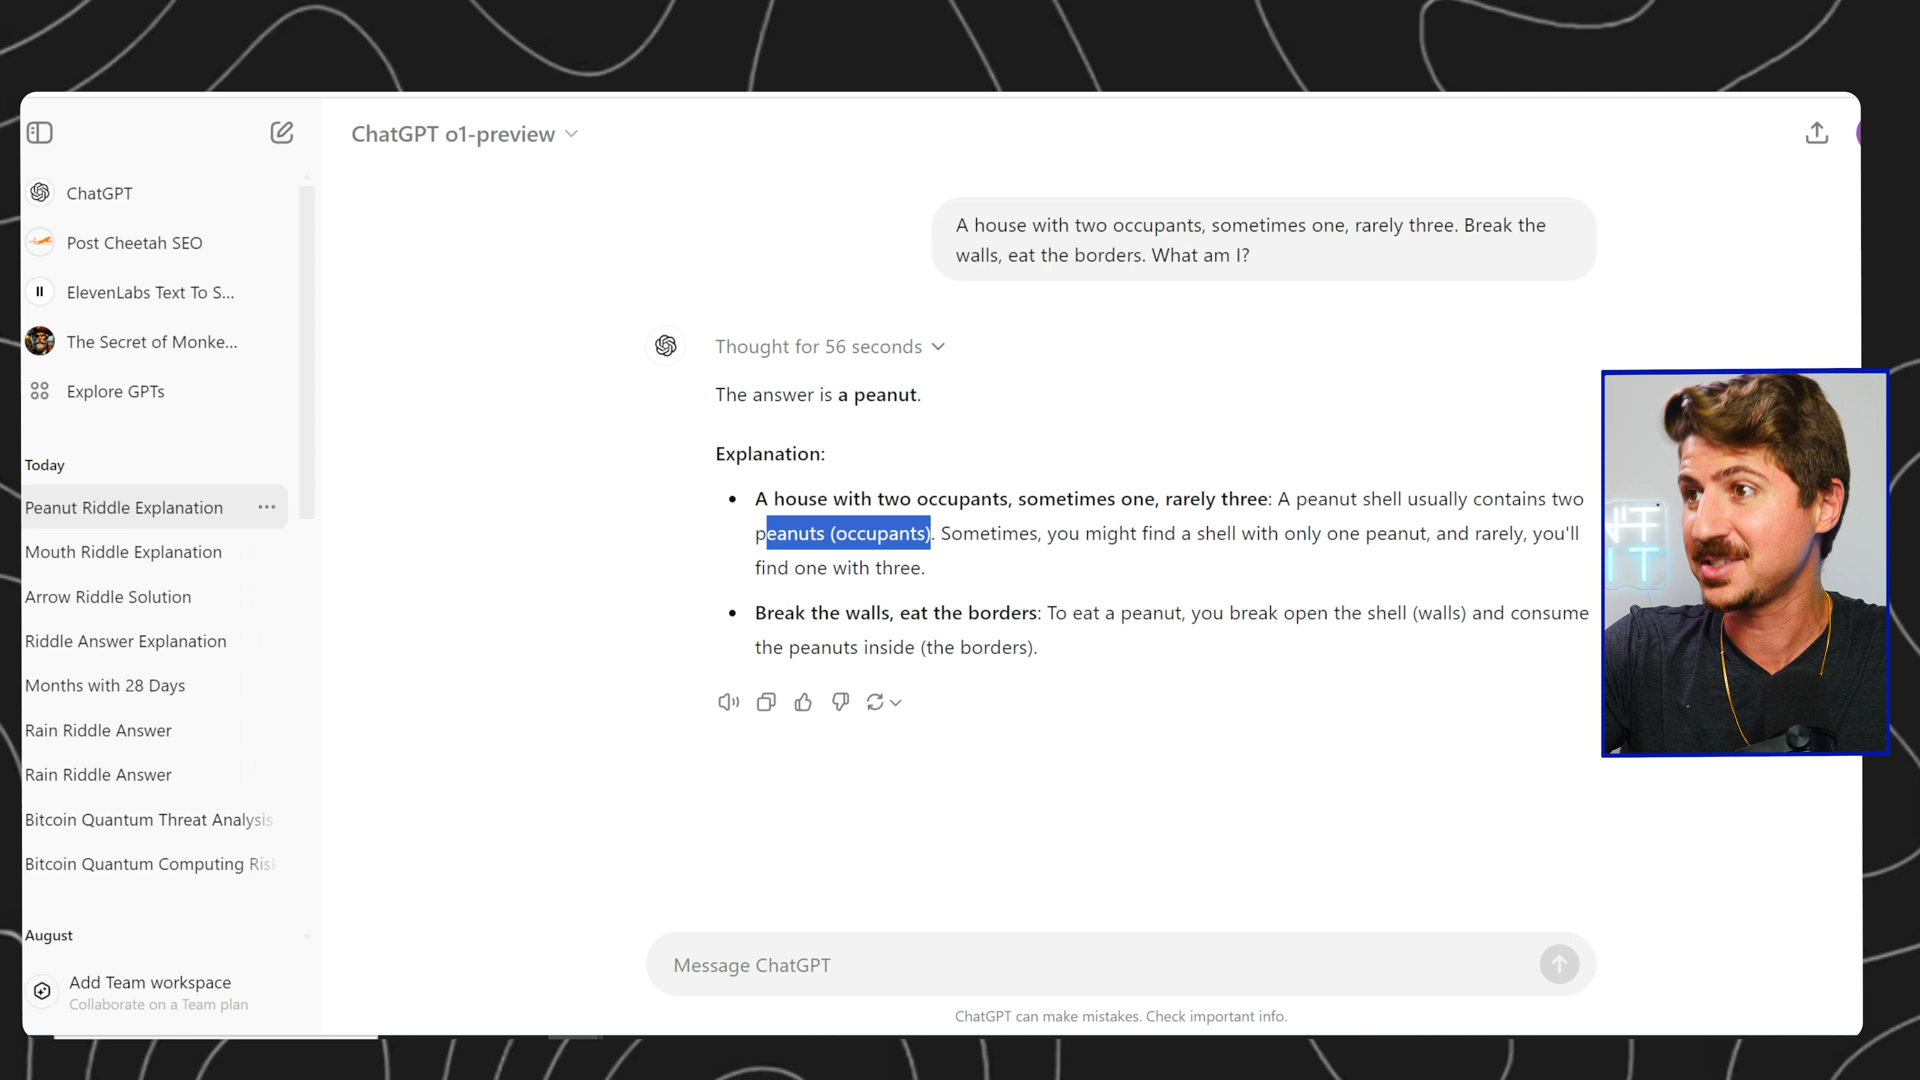 ChatGPT o1-preview
ChatGPT
Post Cheetah SEO
ElevenLabs Text To S...
The Secret of Monke...
Explore GPTs
Today
Peanut Riddle Explanation
Mouth Riddle Explanation
Arrow Riddle Solution
Riddle Answer Explanation
Months with 28 Days
Rain Riddle Answer
Rain Riddle Answer
Bitcoin Quantum Threat Analysis
Bitcoin Quantum Computing Ris
August
Add Team workspace
Collaborate on a Team plan
A house with two occupants, sometimes one, rarely three. Break the
walls, eat the borders. What am I?
Thought for 56 seconds
The answer is a peanut.
Explanation:
• A house with two occupants, sometimes one, rarely three: A peanut shell usually contains two
peanuts (occupants). Sometimes, you might find a shell with only one peanut, and rarely, you'll
find one with three.
• Break the walls, eat the borders: To eat a peanut, you break open the shell (walls) and consume
the peanuts inside (the borders).
Message ChatGPT
ChatGPT can make mistakes. Check important info.